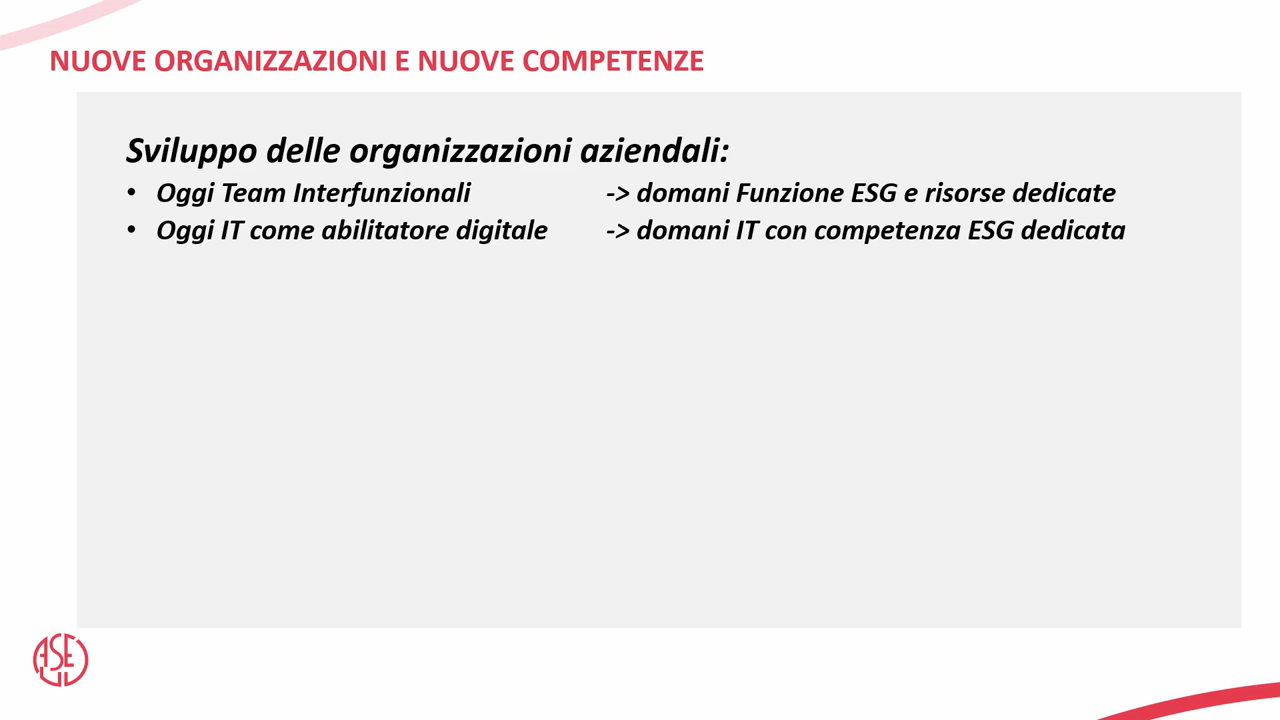 NUOVE ORGANIZZAZIONI E NUOVE COMPETENZE
Sviluppo delle organizzazioni aziendali:
• Oggi Team Interfunzionali -> domani Funzione ESG e risorse dedicate
• Oggi IT come abilitatore digitale -> domani IT con competenza ESG dedicata